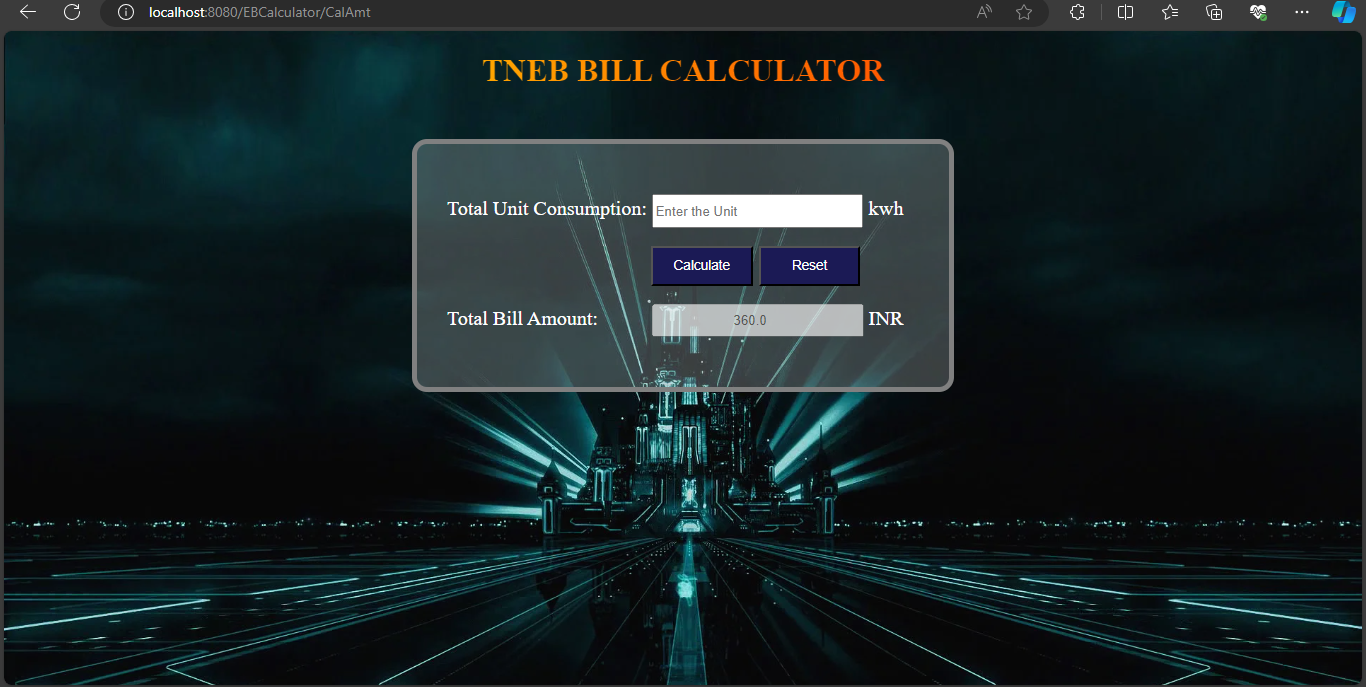 localhost:8080/EBCalculator/CalAmt
TNEB BILL CALCULATOR
Total Unit Consumption: Enter the Unit kwh
Calculate Reset
Total Bill Amount: 360.0 INR